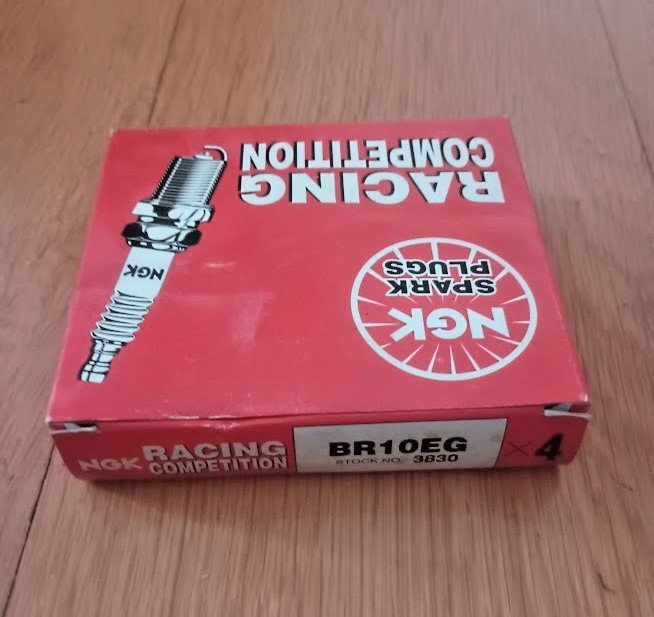 RACING
COMPETITION
NGK
SPARK
PLUGS
NGK
NGK RACING
COMPETITION
BR10EG
STOCK NO. 3830
×4